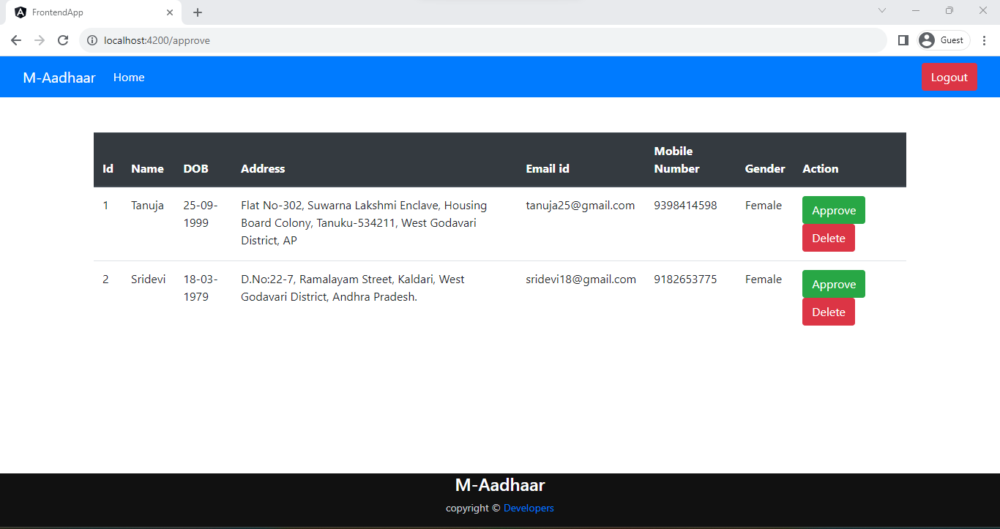 FrontendApp
localhost:4200/approve
Guest
M-Aadhaar Home Logout
Id Name DOB Address Email id Mobile Number Gender Action
1 Tanuja 25-09-1999 Flat No-302, Suwarna Lakshmi Enclave, Housing
Board Colony, Tanuku-534211, West Godavari
District, AP
tanuja25@gmail.com 9398414598 Female Approve
Delete
2 Sridevi 18-03-1979 D.No:22-7, Ramalayam Street, Kaldari, West
Godavari District, Andhra Pradesh.
sridevi18@gmail.com 9182653775 Female Approve
Delete
M-Aadhaar
copyright © Developers